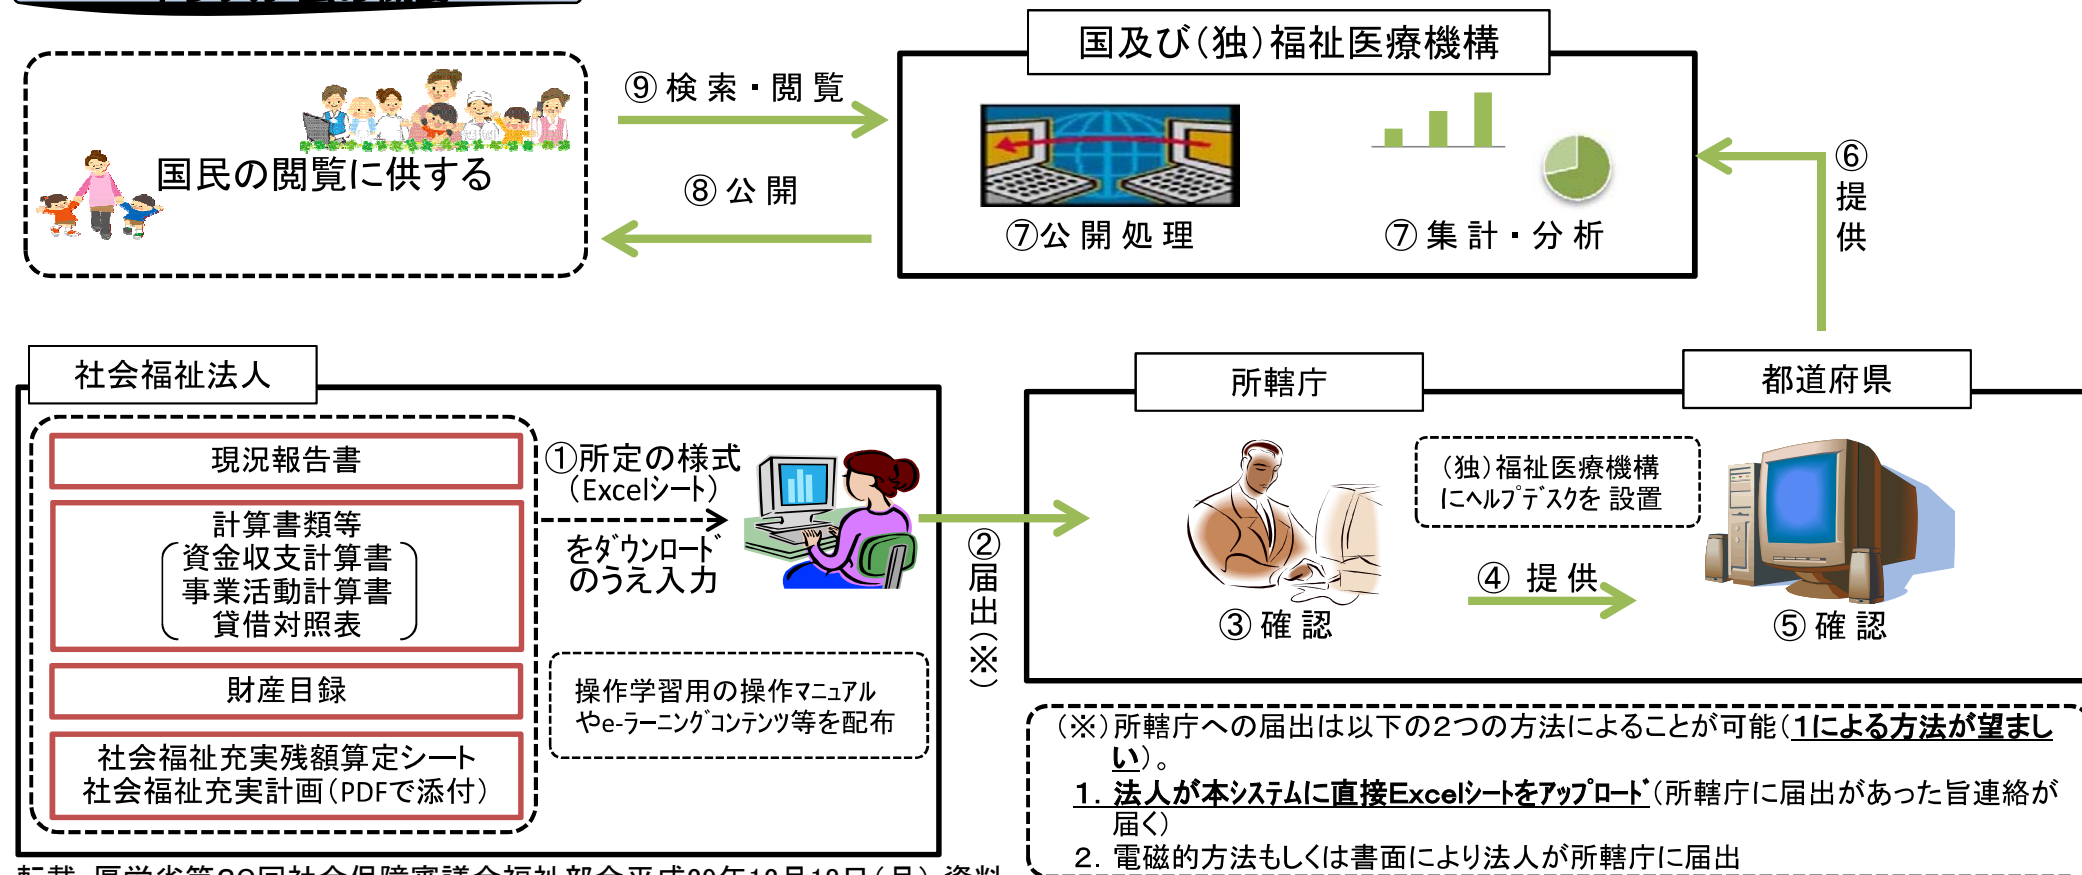 国及び(独)福祉医療機構
⑨検索・閲覧
国民の閲覧に供する
⑧公開
⑦公開処理
⑦集計・分析
⑥提供
社会福祉法人
現況報告書
計算書類等
資金収支計算書
事業活動計算書
貸借対照表
財産目録
社会福祉充実残額算定シート
社会福祉充実計画(PDFで添付)
①所定の様式
(Excelシート)
をダウンロード
のうえ入力
操作学習用の操作マニュアル
やe-ラーニングコンテンツ等を配布
②届出(※)
所轄庁
都道府県
(独)福祉医療機構
にヘルプデスクを 設置
④ 提供
③確認
⑤確認
(※)所轄庁への届出は以下の2つの方法によることが可能(1による方法が望まし
い)。
1. 法人が本システムに直接Excelシートをアップロード(所轄庁に届出があった旨連絡が
届く)
2. 電磁的方法もしくは書面により法人が所轄庁に届出